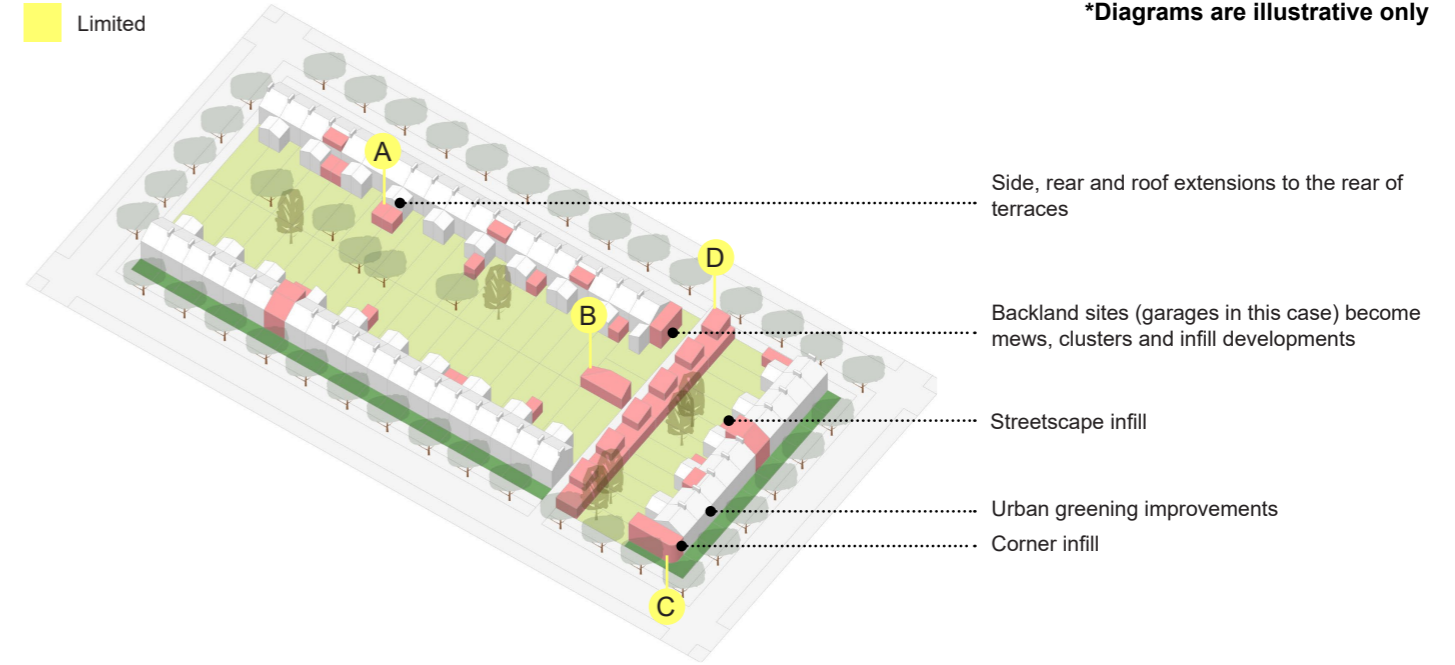 Limited
*Diagrams are illustrative only
A
Side, rear and roof extensions to the rear of
terraces
D
B
Backland sites (garages in this case) become
mews, clusters and infill developments
Streetscape infill
Urban greening improvements
Corner infill
C